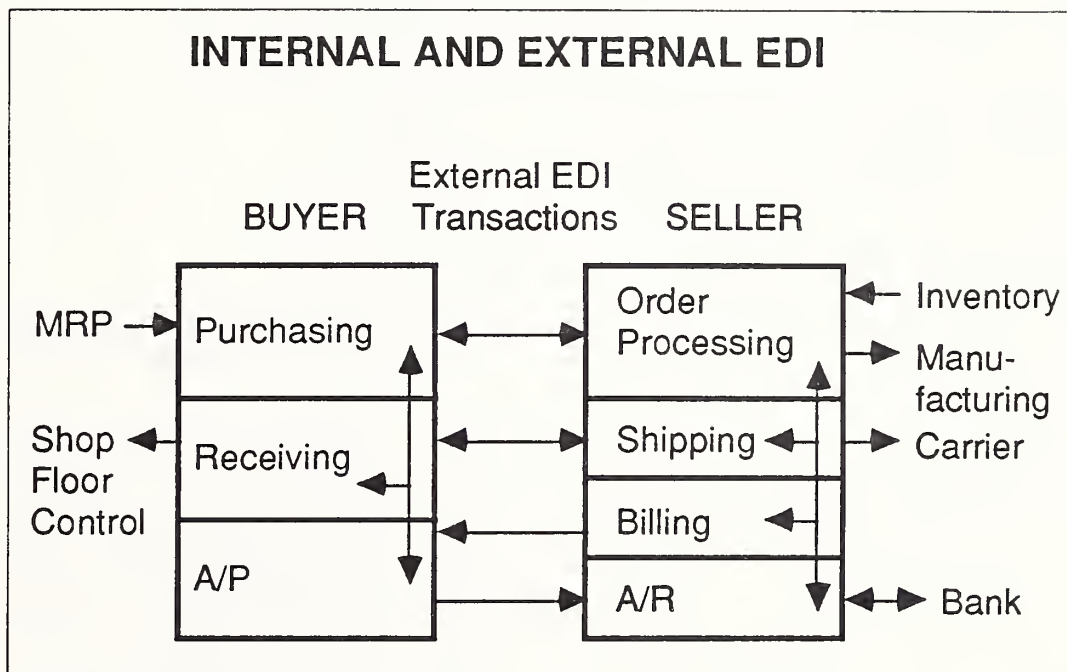 INTERNAL AND EXTERNAL EDI
External EDI
BUYER Transactions SELLER
MRP
Purchasing
Order
Processing
Inventory
Manu-
facturing
Shop
Floor
Control
Receiving
Shipping
Carrier
Billing
A/P
A/R
Bank